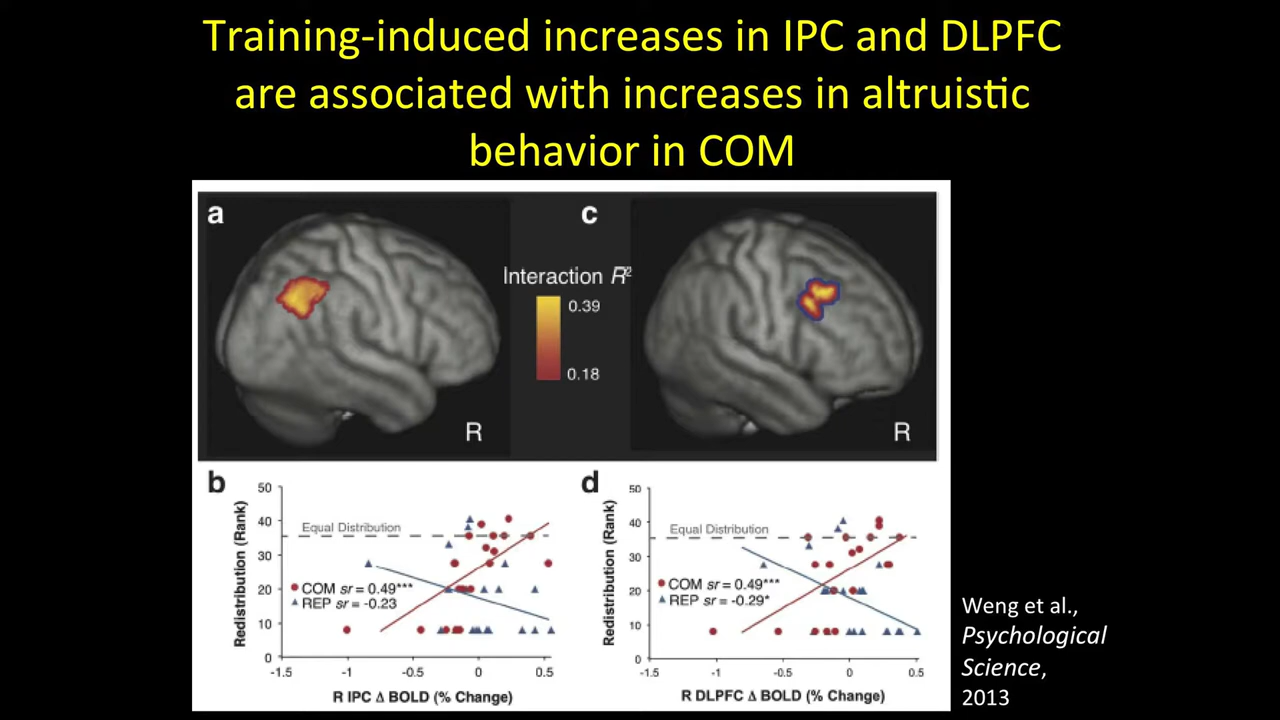 Training-induced increases in IPC and DLPFC
are associated with increases in altruistic
behavior in COM
a
c
Interaction R²
0.39
0.18
R
R
b
50
40
30
20
10
0
Redistribution (Rank)
Equal Distribution
COM sr = 0.49***
REP sr = -0.23
-1.5
-1
-0.5
0
0.5
R IPC Δ BOLD (% Change)
d
50
40
30
20
10
0
Redistribution (Rank)
Equal Distribution
COM sr = 0.49***
REP sr = -0.29*
-1.5
-1
-0.5
0
0.5
R DLPFC Δ BOLD (% Change)
Weng et al.,
Psychological
Science,
2013